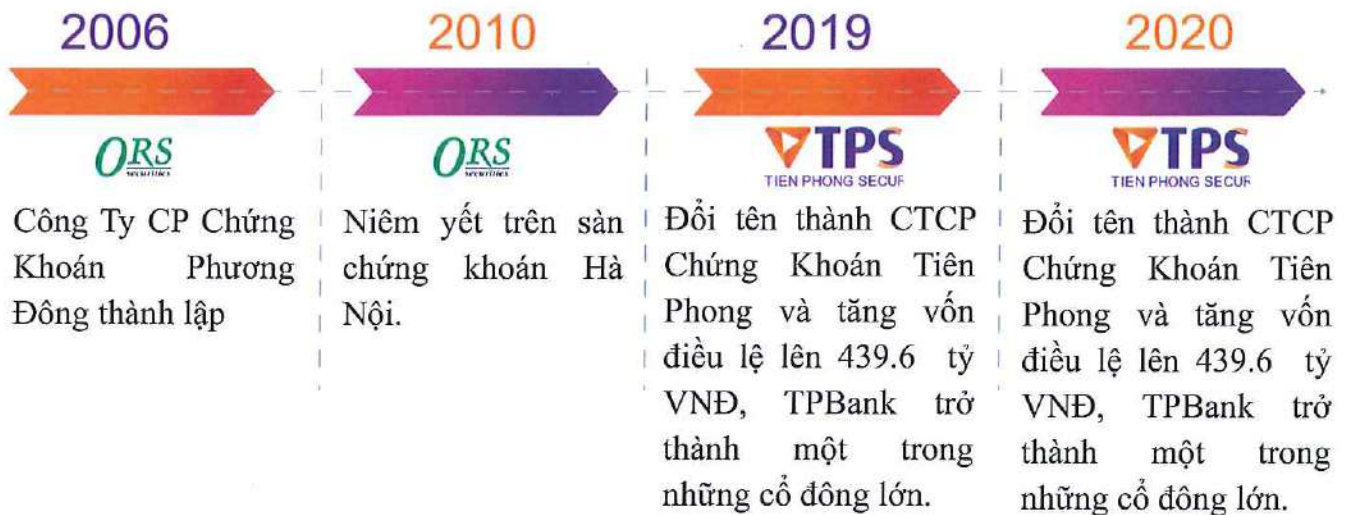 2006
ORS
securities
Công Ty CP Chứng
Khoán Phương
Đông thành lập
2010
ORS
securities
Niêm yết trên sàn
chứng khoán Hà
Nội.
2019
TPS
TIEN PHONG SECUR
Đổi tên thành CTCP
Chứng Khoán Tiên
Phong và tăng vốn
điều lệ lên 439.6 tỷ
VNĐ, TPBank trở
thành một trong
những cổ đông lớn.
2020
TPS
TIEN PHONG SECUR
Đổi tên thành CTCP
Chứng Khoán Tiên
Phong và tăng vốn
điều lệ lên 439.6 tỷ
VNĐ, TPBank trở
thành một trong
những cổ đông lớn.